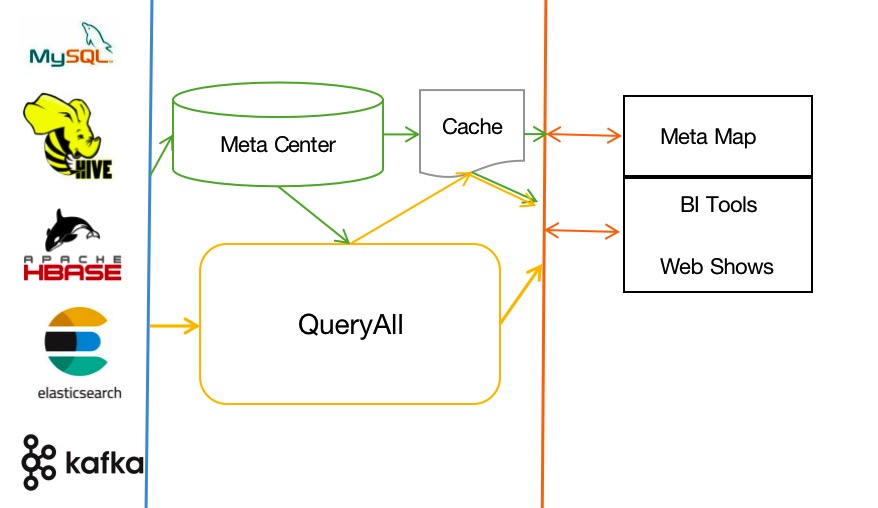 MySQL
HIVE
APACHE
HBASE
elasticsearch
kafka
Meta Center
Cache
QueryAll
Meta Map
BI Tools
Web Shows